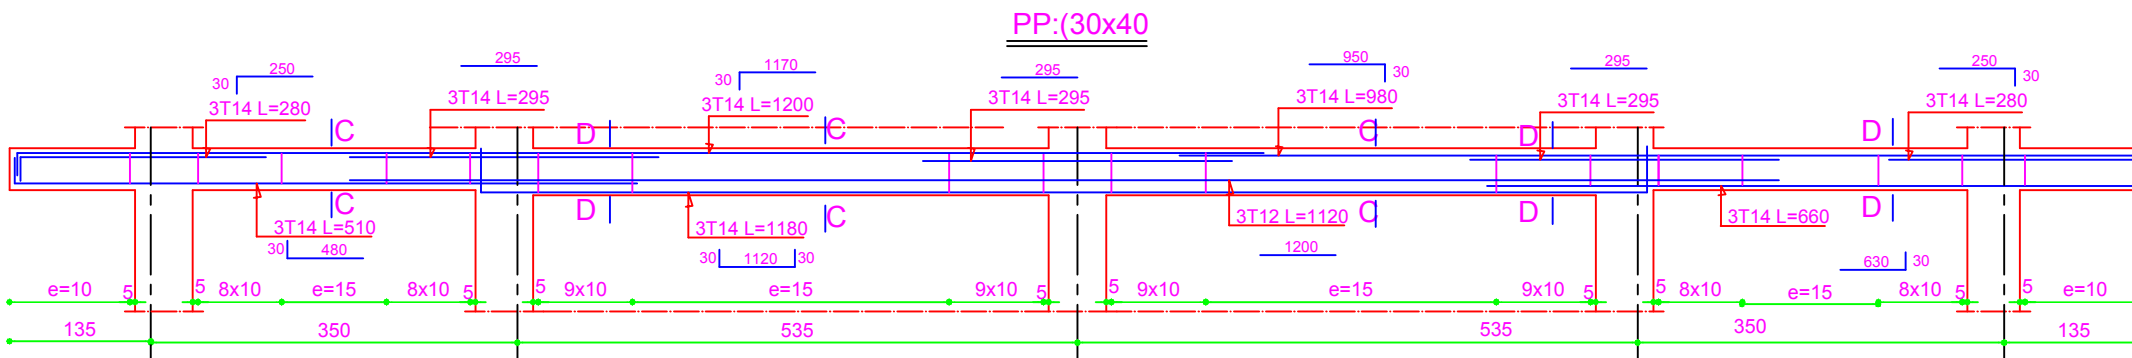 PP:(30x40
250
30
3T14 L=280
295
3T14 L=295
1170
30
3T14 L=1200
295
3T14 L=295
950
30
3T14 L=980
295
3T14 L=295
250
30
3T14 L=280
C
D
C
C
D
D
C
D
C
C
D
D
3T14 L=510
30
480
3T14 L=1180
30
1120
30
3T12 L=1120
1200
3T14 L=660
630
30
e=10
5
5
8x10
e=15
8x10
5
5
9x10
e=15
9x10
5
5
9x10
e=15
9x10
5
5
8x10
e=15
8x10
5
5
e=10
135
350
535
535
350
135